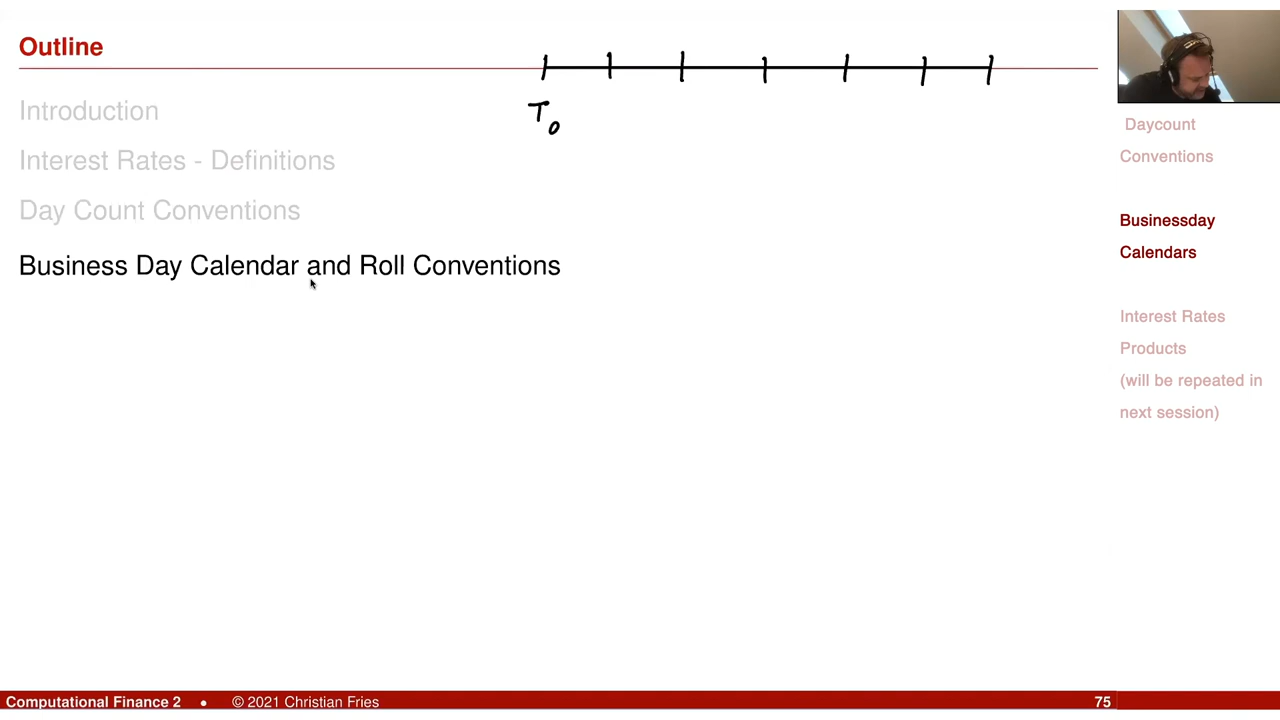 Outline
T0
Introduction
Interest Rates - Definitions
Day Count Conventions
Business Day Calendar and Roll Conventions
Daycount
Conventions
Businessday
Calendars
Interest Rates
Products
(will be repeated in
next session)
Computational Finance 2 • © 2021 Christian Fries 75